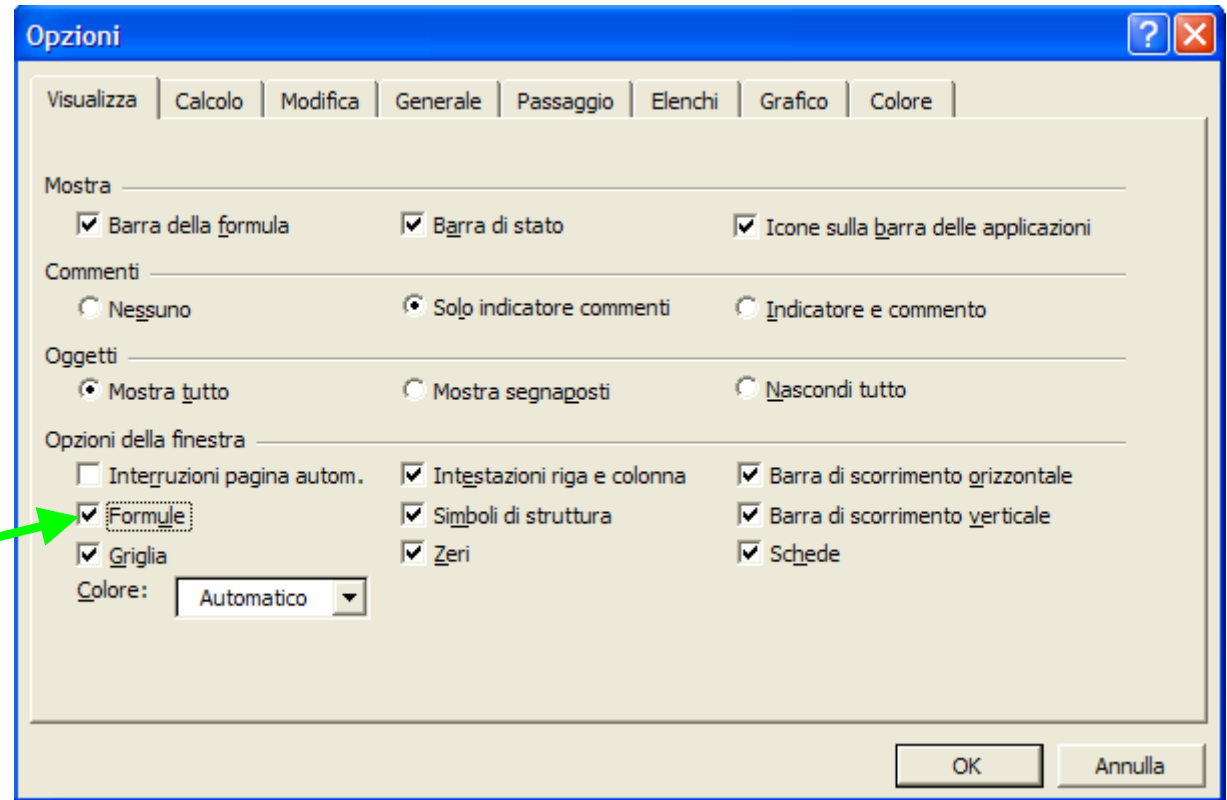 Opzioni
Visualizza Calcolo Modifica Generale Passaggio Elenchi Grafico Colore
Mostra
Barra della formula Barra di stato Icone sulla barra delle applicazioni
Commenti
Nessuno Solo indicatore commenti Indicatore e commento
Oggetti
Mostra tutto Mostra segnaposti Nascondi tutto
Opzioni della finestra
Interruzioni pagina autom. Intestazioni riga e colonna Barra di scorrimento orizzontale
Formule Simboli di struttura Barra di scorrimento verticale
Griglia Zeri Schede
Colore: Automatico
OK Annulla